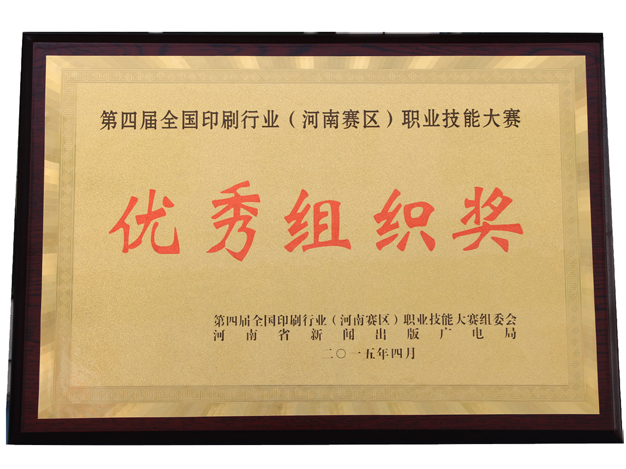 第四届全国印刷行业（河南赛区）职业技能大赛
优秀组织奖
第四届全国印刷行业（河南赛区）职业技能大赛组委会
河南省新闻出版广电局
二〇一五年四月